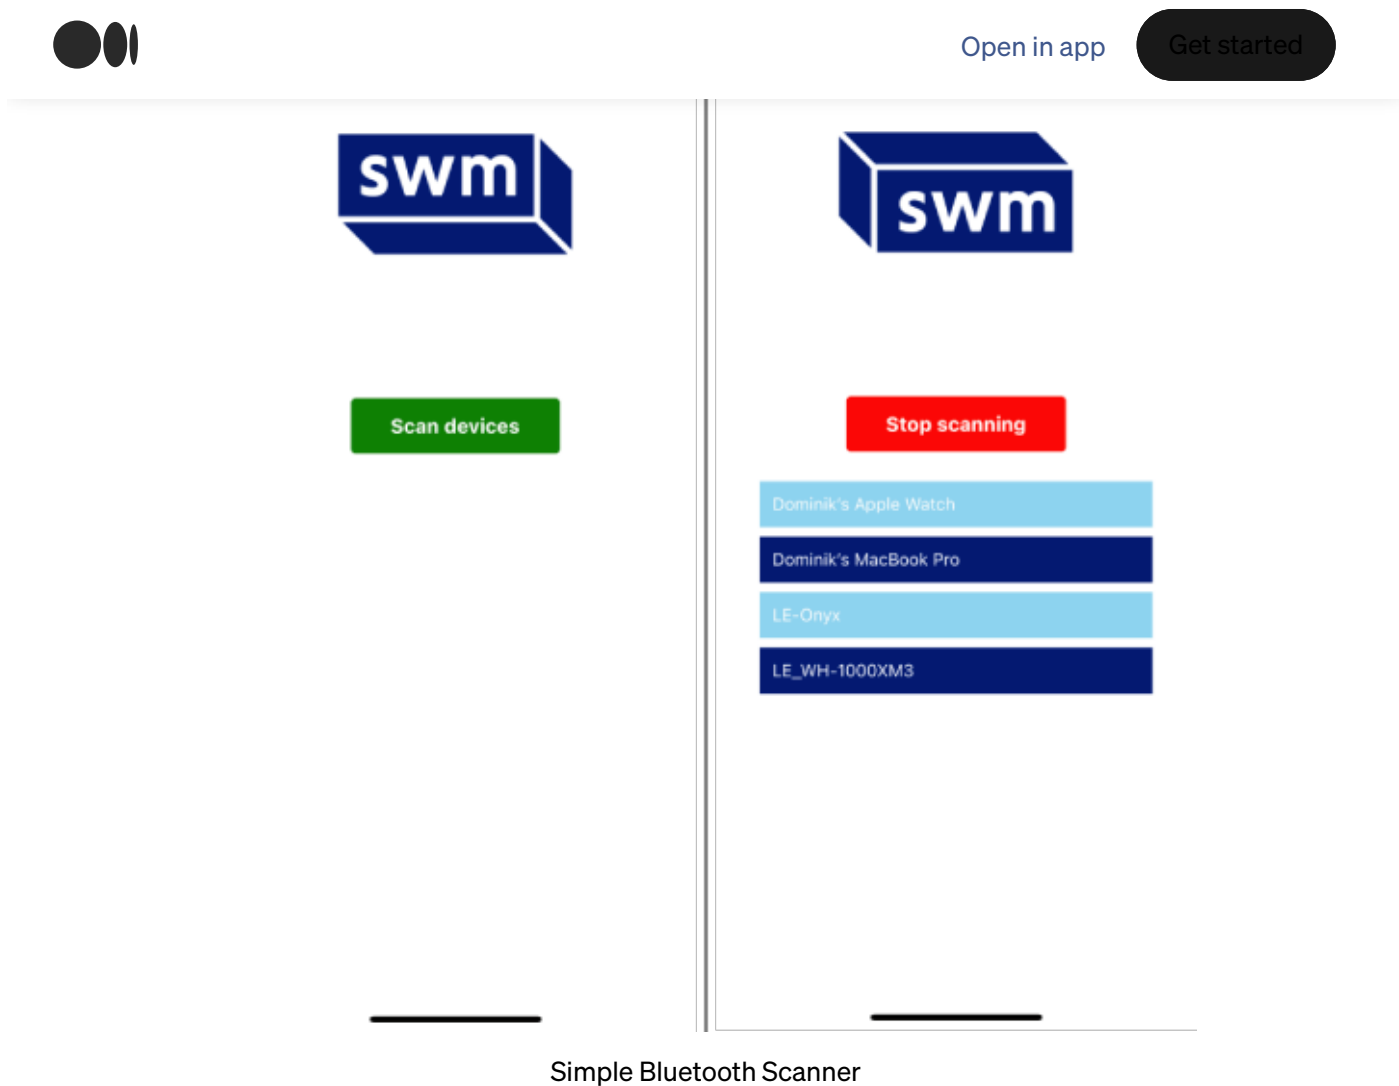 Open in app
Get started
swm
swm
Scan devices
Stop scanning
Dominik's Apple Watch
Dominik's MacBook Pro
LE-Onyx
LE_WH-1000XM3
Simple Bluetooth Scanner